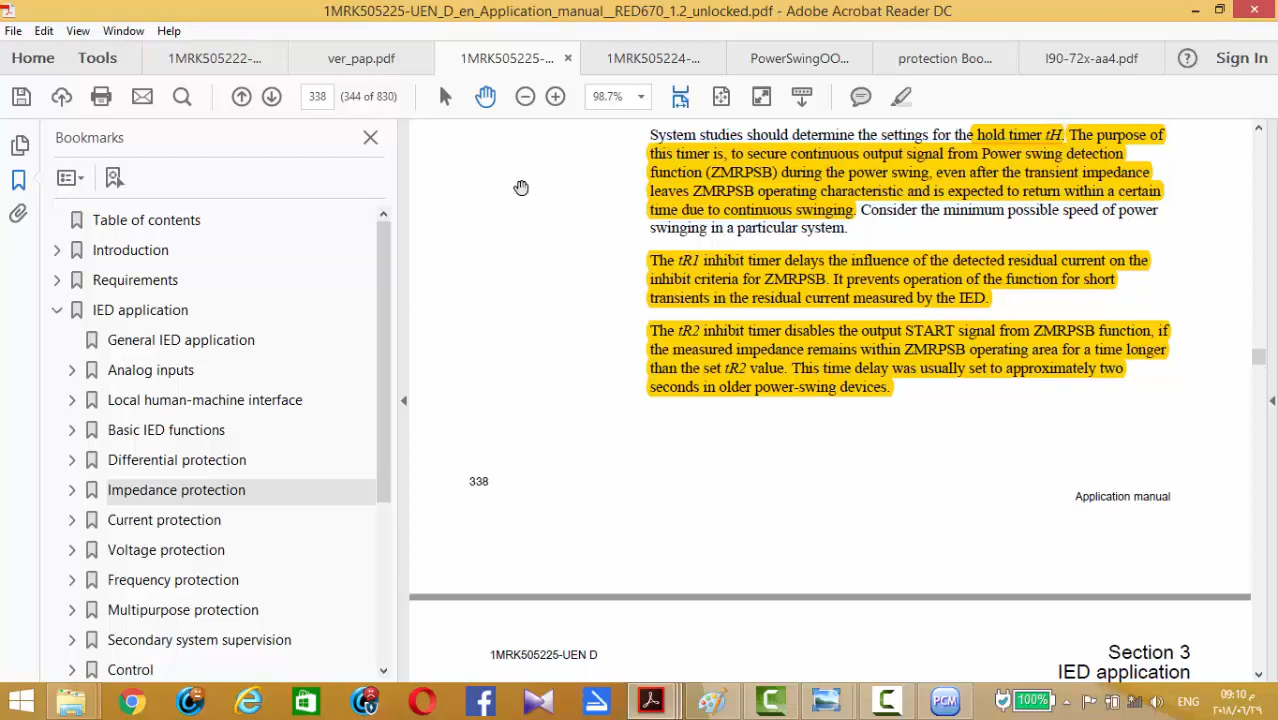 1MRK505225-UEN_D_en_Application_manual__RED670_1.2_unlocked.pdf - Adobe Acrobat Reader DC
File Edit View Window Help
Home Tools 1MRK505222-... ver_pap.pdf 1MRK505225-... 1MRK505224-... PowerSwingOO... protection Boo... I90-72x-aa4.pdf Sign In
338 (344 of 830) 98.7%
Bookmarks
Table of contents
Introduction
Requirements
IED application
General IED application
Analog inputs
Local human-machine interface
Basic IED functions
Differential protection
Impedance protection
Current protection
Voltage protection
Frequency protection
Multipurpose protection
Secondary system supervision
Control
System studies should determine the settings for the hold timer tH. The purpose of
this timer is, to secure continuous output signal from Power swing detection
function (ZMRPSB) during the power swing, even after the transient impedance
leaves ZMRPSB operating characteristic and is expected to return within a certain
time due to continuous swinging. Consider the minimum possible speed of power
swinging in a particular system.
The tR1 inhibit timer delays the influence of the detected residual current on the
inhibit criteria for ZMRPSB. It prevents operation of the function for short
transients in the residual current measured by the IED.
The tR2 inhibit timer disables the output START signal from ZMRPSB function, if
the measured impedance remains within ZMRPSB operating area for a time longer
than the set tR2 value. This time delay was usually set to approximately two
seconds in older power-swing devices.
338
Application manual
1MRK505225-UEN D
Section 3
IED application
PCM
100%
ENG
م 09:10
٢٠١٨/٠٦/٢٩